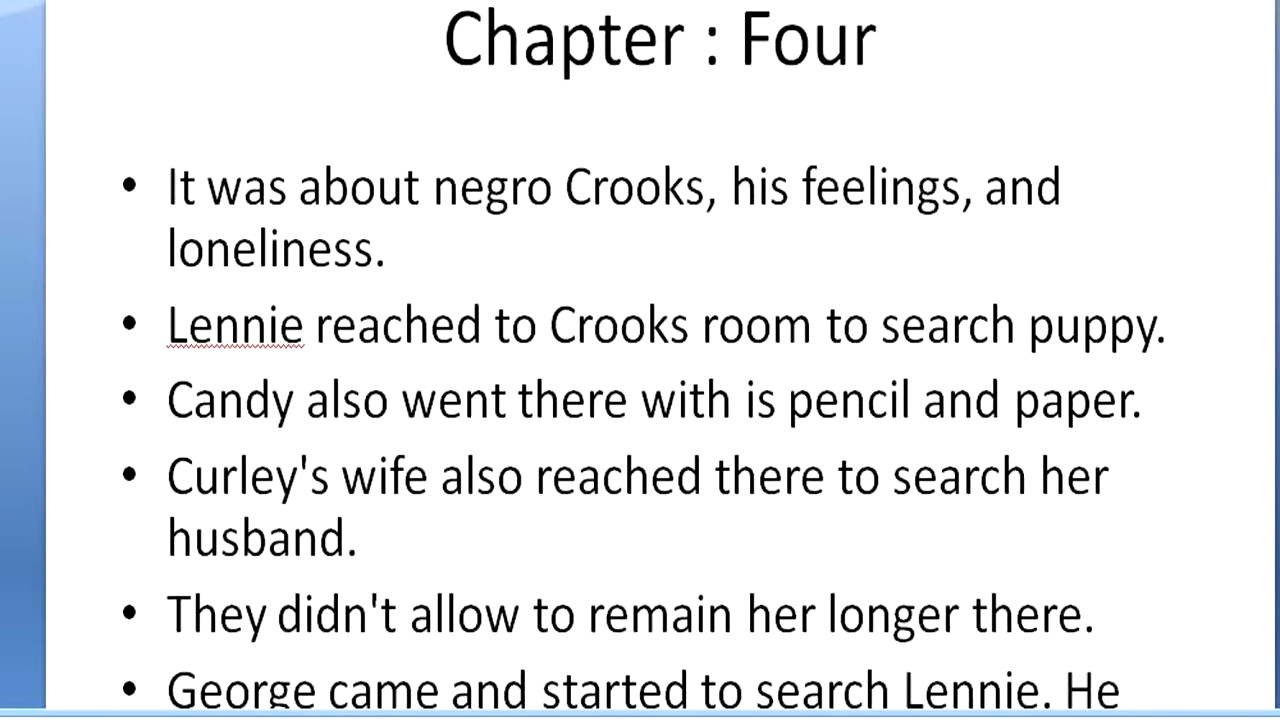 Chapter : Four
• It was about negro Crooks, his feelings, and
loneliness.
• Lennie reached to Crooks room to search puppy.
• Candy also went there with is pencil and paper.
• Curley's wife also reached there to search her
husband.
• They didn't allow to remain her longer there.
• George came and started to search Lennie. He